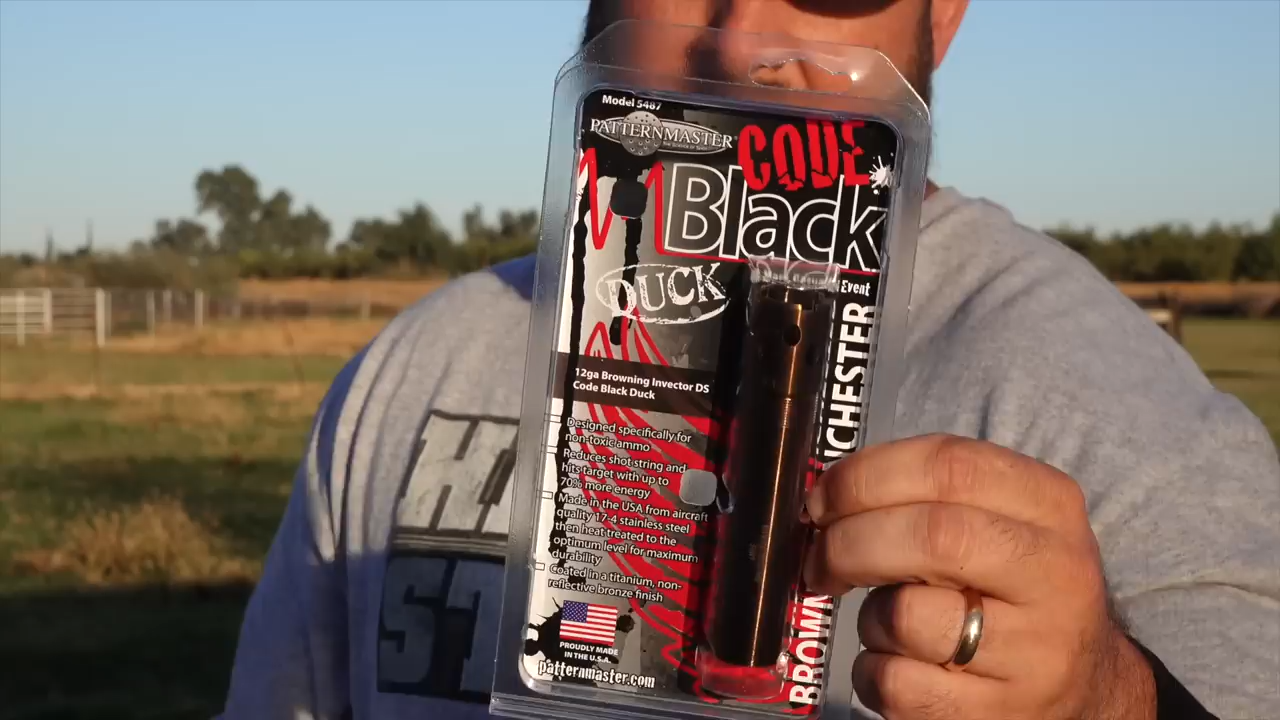 Model 5487
PATTERNMASTER
CODE
Black
DUCK
Event
12ga Browning Invector DS
Code Black Duck
Designed specifically for
non-toxic ammo
Reduces shot string and
hits target with up to
70% more energy
Made in the USA from aircraft
quality 17-4 stainless steel
then heat treated to the
optimum level for maximum
durability
Coated in a titanium, non-
reflective bronze finish
PROUDLY MADE
IN THE U.S.A.
patternmaster.com
BROWN
ICHESTER